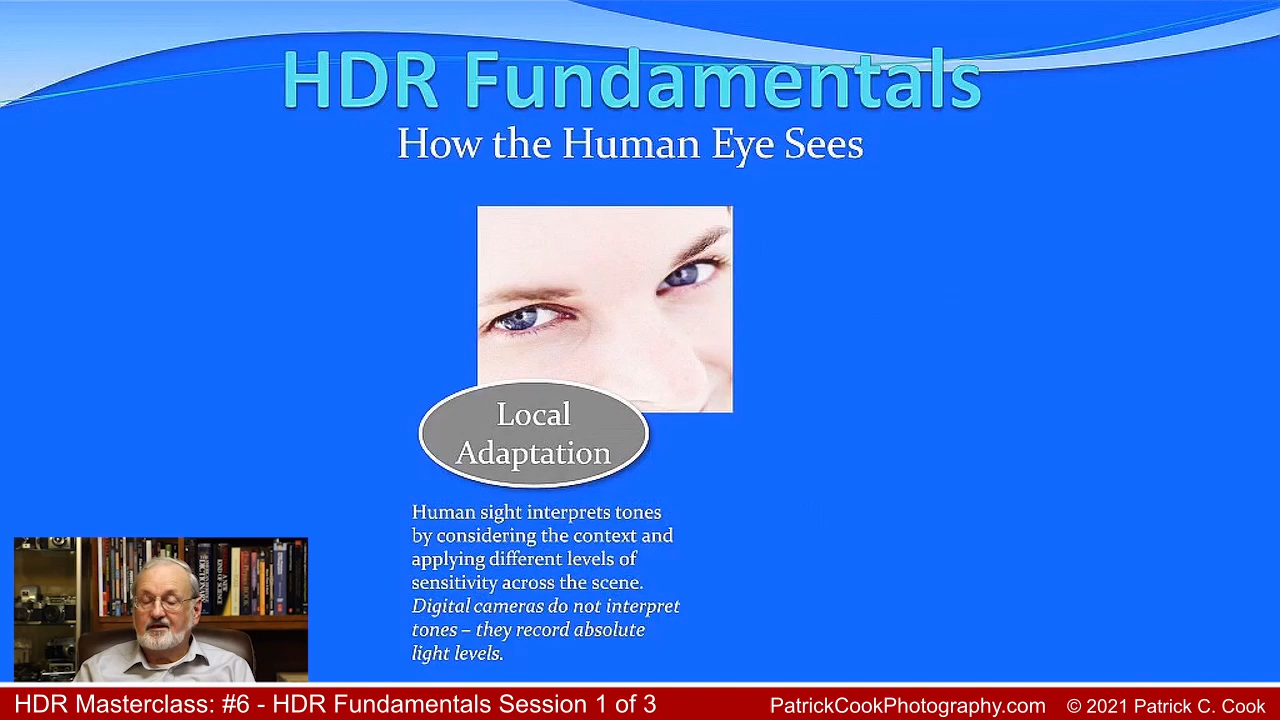 HDR Fundamentals
How the Human Eye Sees
Local
Adaptation
Human sight interprets tones
by considering the context and
applying different levels of
sensitivity across the scene.
Digital cameras do not interpret
tones – they record absolute
light levels.
HDR Masterclass: #6 - HDR Fundamentals Session 1 of 3
PatrickCookPhotography.com © 2021 Patrick C. Cook